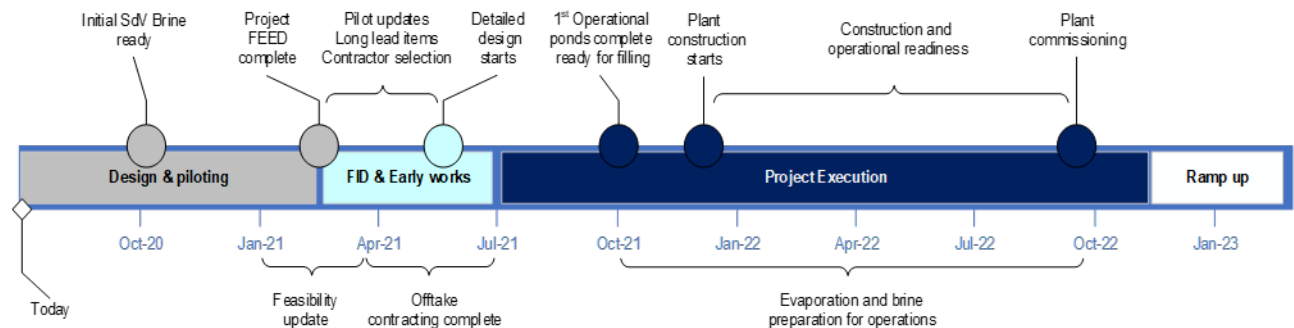 Initial SdV Brine
ready
Project
FEED
complete
Pilot updates
Long lead items
Contractor selection
Detailed
design
starts
1st Operational
ponds complete
ready for filling
Plant
construction
starts
Construction and
operational readiness
Plant
commissioning
Design & piloting
FID & Early works
Project Execution
Ramp up
Oct-20
Jan-21
Apr-21
Jul-21
Oct-21
Jan-22
Apr-22
Jul-22
Oct-22
Jan-23
Today
Feasibility
update
Offtake
contracting complete
Evaporation and brine
preparation for operations